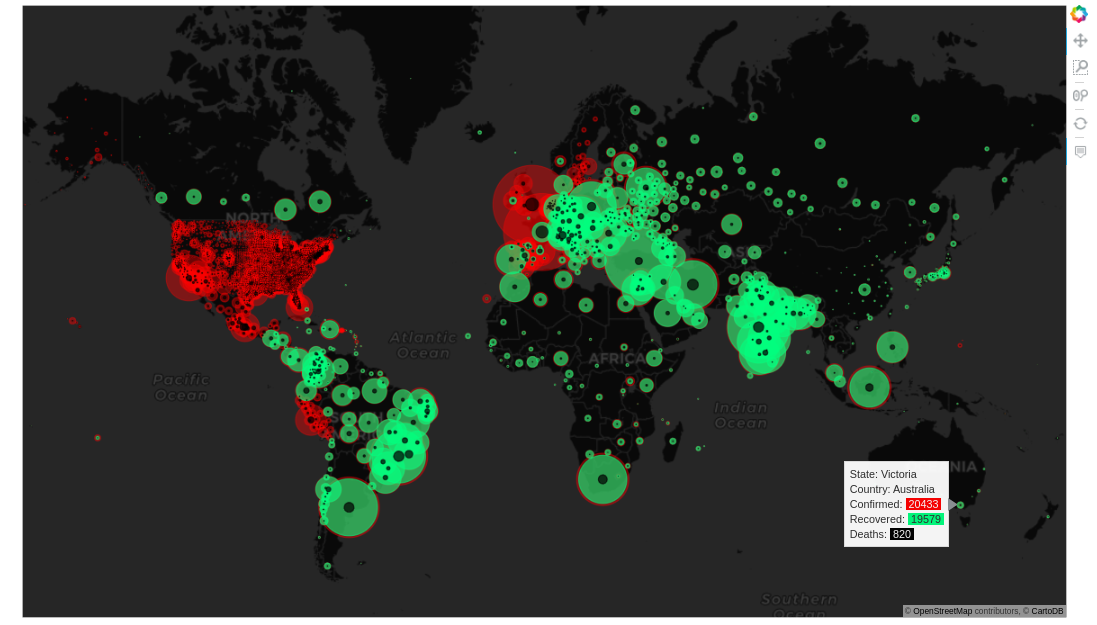 NORTH
AMERICA
Atlantic
Ocean
Pacific
Ocean
AFRICA
Indian
Ocean
State: Victoria
Country: Australia
Confirmed: 20433
Recovered: 19579
Deaths: 820
Southern
Ocean
© OpenStreetMap contributors, © CartoDB